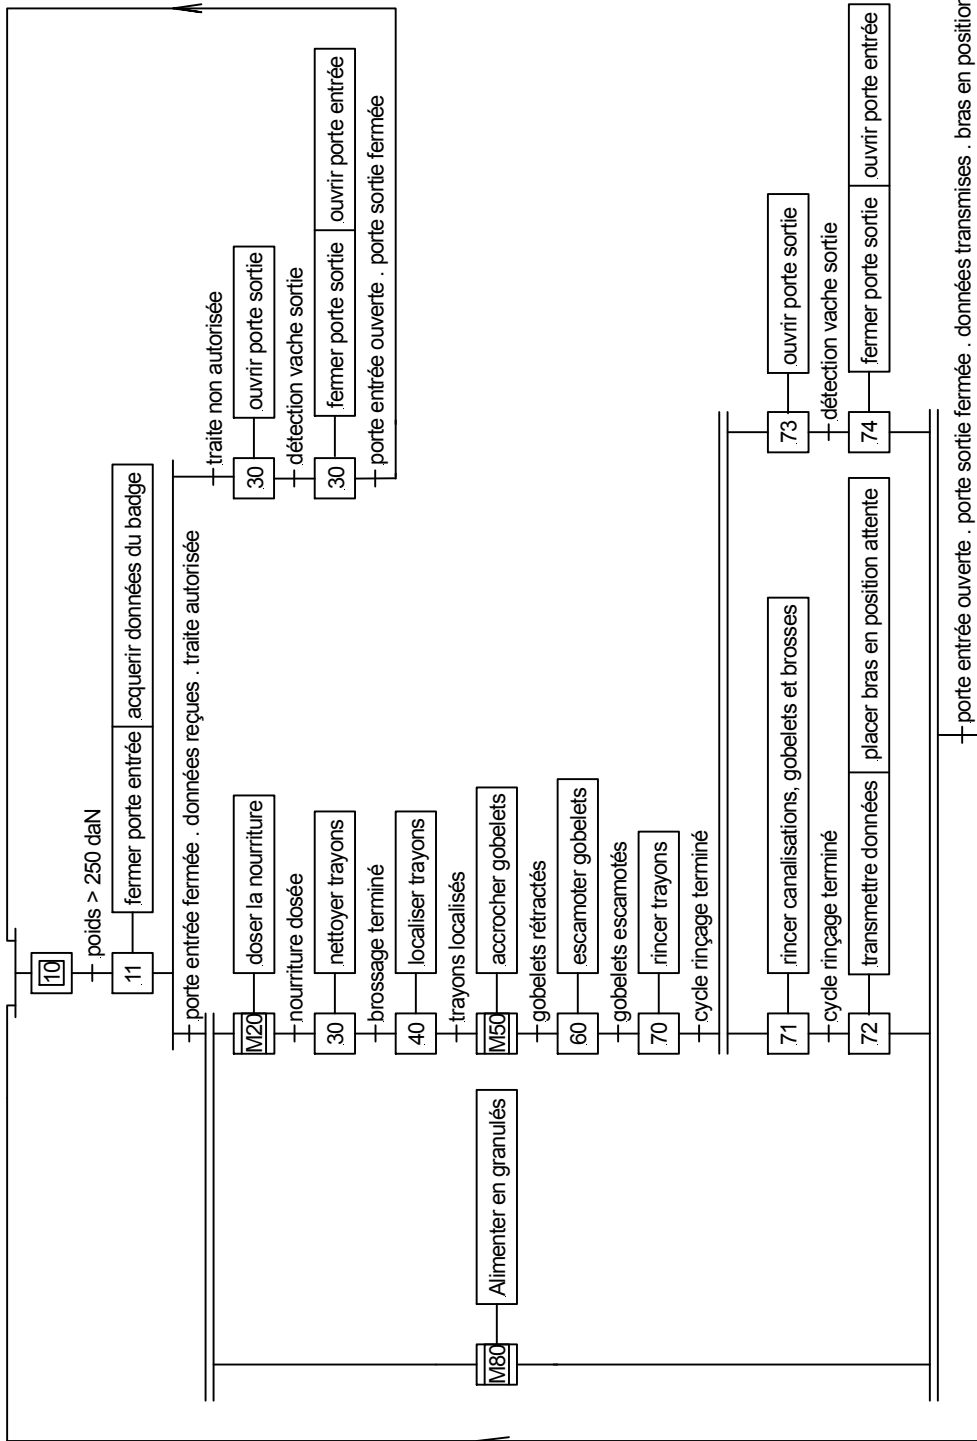 10
poids > 250 daN
11
fermer porte entrée
acquerir données du badge
porte entrée fermée . données reçues . traite autorisée
traite non autorisée
M20
doser la nourriture
30
ouvrir porte sortie
nourriture dosée
détection vache sortie
30
nettoyer trayons
30
fermer porte sortie
ouvrir porte entrée
brossage terminé
porte entrée ouverte . porte sortie fermée
40
localiser trayons
trayons localisés
M80
Alimenter en granulés
M50
accrocher gobelets
gobelets rétractés
60
escamoter gobelets
gobelets escamotés
70
rincer trayons
cycle rinçage terminé
71
rincer canalisations, gobelets et brosses
73
ouvrir porte sortie
cycle rinçage terminé
détection vache sortie
72
transmettre données
placer bras en position attente
74
fermer porte sortie
ouvrir porte entrée
porte entrée ouverte . porte sortie fermée . données transmises . bras en position